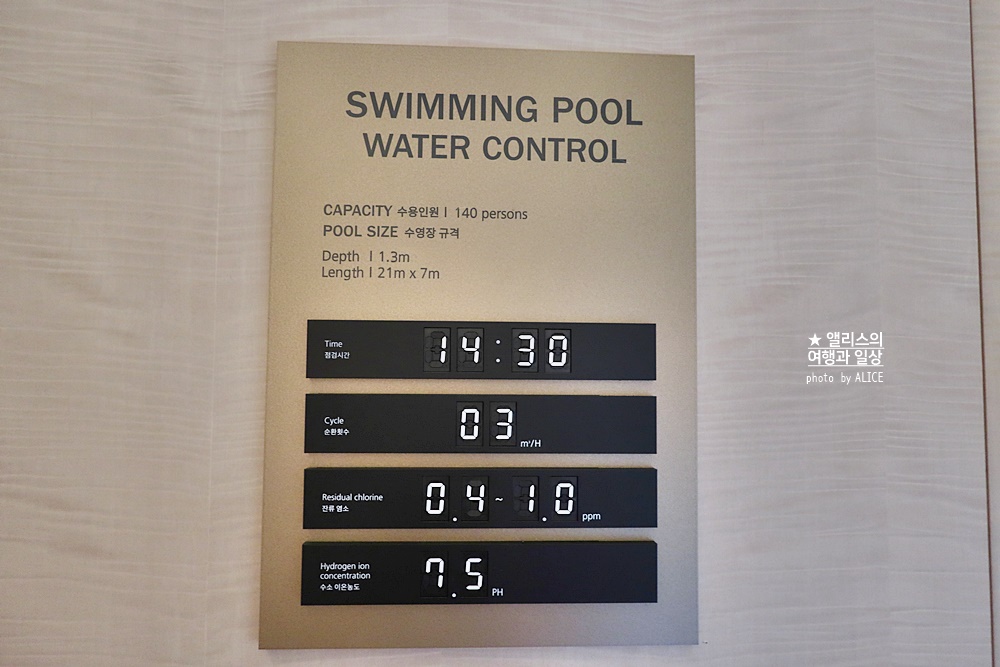 SWIMMING POOL
WATER CONTROL
CAPACITY 수용인원 l 140 persons
POOL SIZE 수영장 규격
Depth l 1.3m
Length l 21m x 7m
Time
점검시간
14:30
Cycle
순환횟수
03 m³/H
Residual chlorine
잔류 염소
0.4 ~ 1.0 ppm
Hydrogen ion
concentration
수소 이온농도
7.5 PH
★ 앨리스의
여행과 일상
photo by ALICE